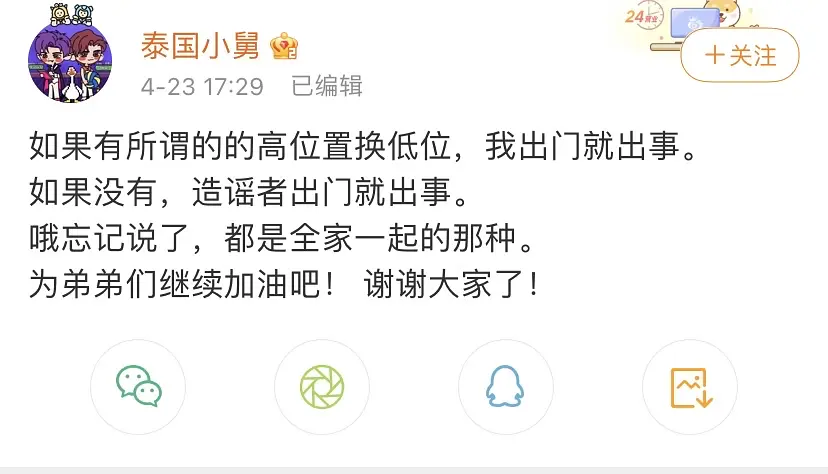 泰国小舅
24 营业
4-23 17:29 已编辑
+关注
如果有所谓的的高位置换低位，我出门就出事。
如果没有，造谣者出门就出事。
哦忘记说了，都是全家一起的那种。
为弟弟们继续加油吧！ 谢谢大家了！